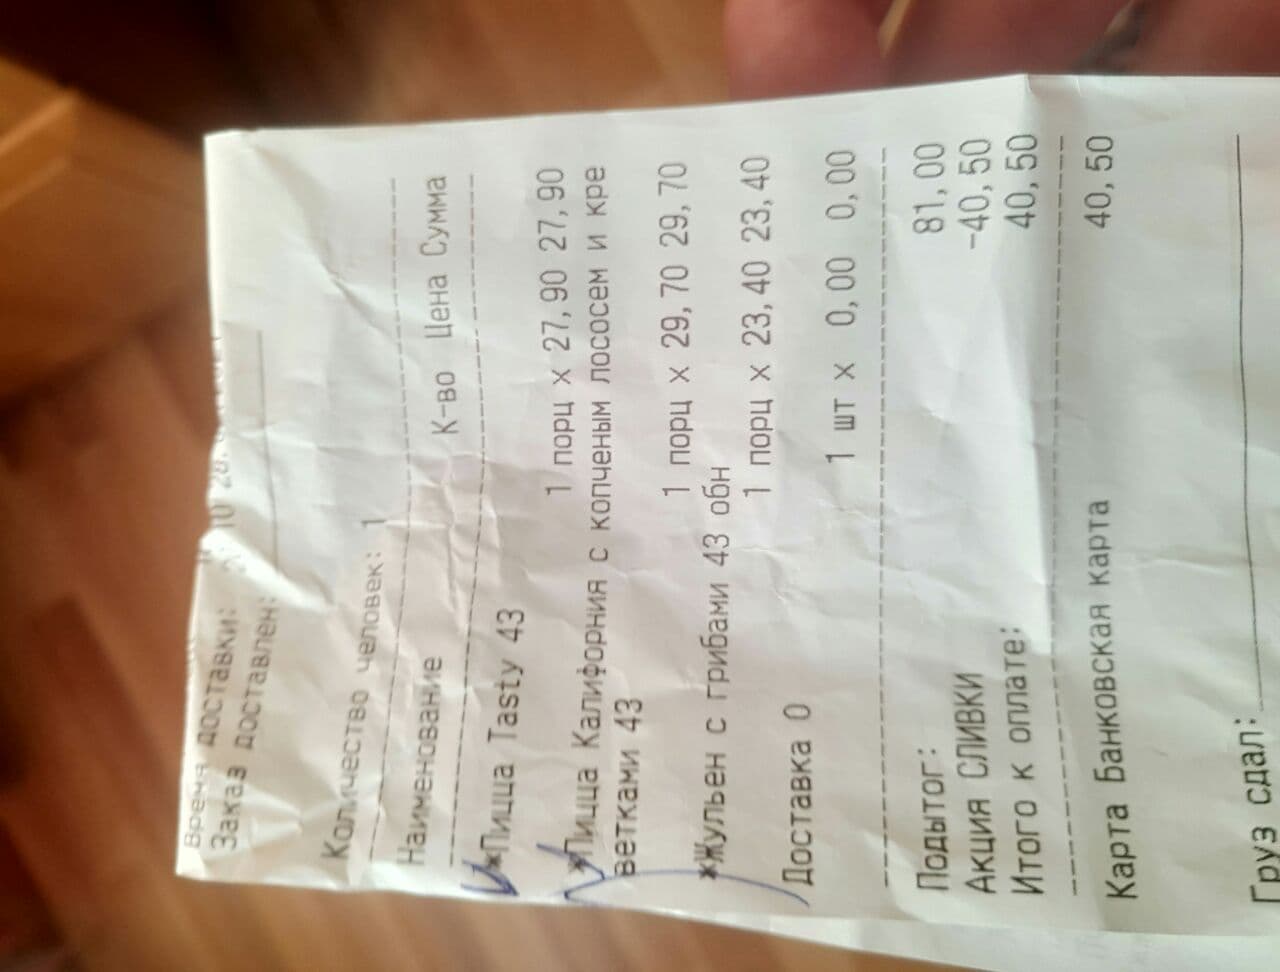 Время доставки:
Заказ доставлен:
Количество человек: 1
Наименование К-во Цена Сумма
*Пицца Tasty 43
1 порц x 27,90 27,90
*Пицца Калифорния с копченым лососем и кре
ветками 43
1 порц x 29,70 29,70
*Жульен с грибами 43 обн
1 порц x 23,40 23,40
Доставка 0
1 шт x 0,00 0,00
Подытог: 81,00
Акция СЛИВКИ -40,50
Итого к оплате: 40,50
Карта Банковская карта 40,50
Груз сдал: